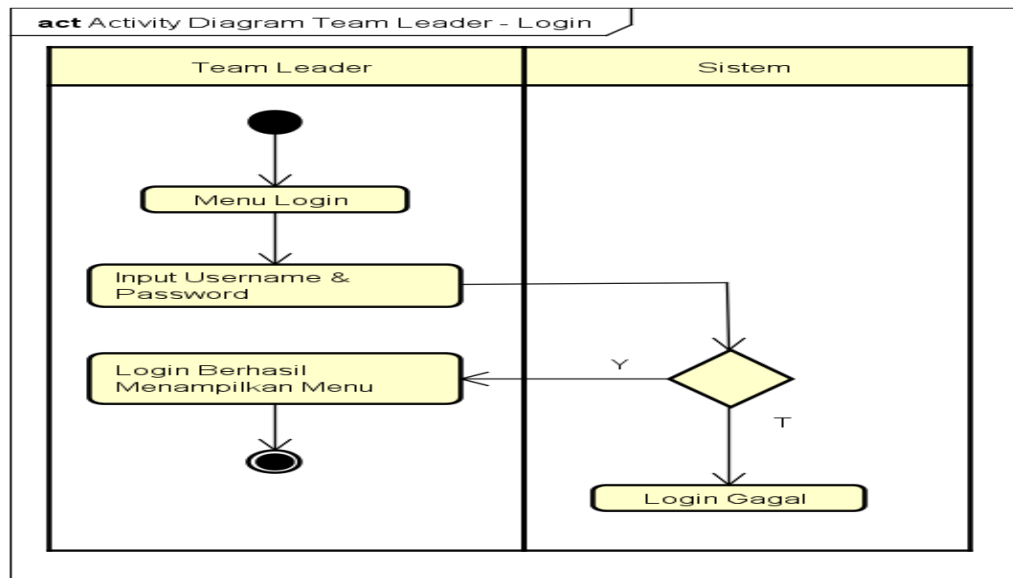 act Activity Diagram Team Leader - Login
Team Leader
Sistem
Menu Login
Input Username &
Password
Login Berhasil
Menampilkan Menu
Y
T
Login Gagal